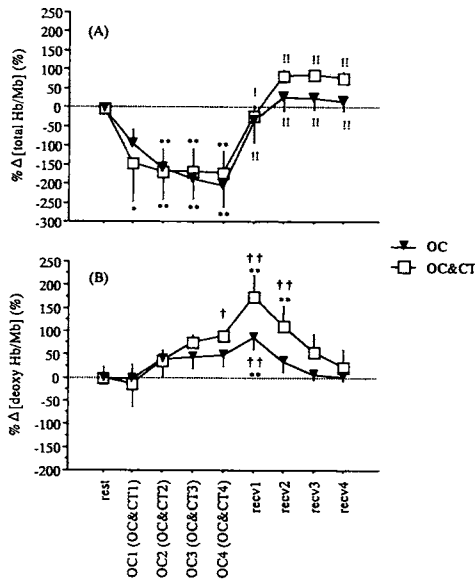 (A)
% Δ [total Hb/Mb] (%)
250
200
150
100
50
0
-50
-100
-150
-200
-250
-300
!
!!
!!
!!
!!
!!
!!
!!
•
••
••
••
••
••
••
OC
OC&CT
(B)
% Δ [deoxy Hb/Mb] (%)
250
200
150
100
50
0
-50
-100
-150
-200
†
††
••
††
••
††
••
rest
OC1 (OC&CT1)
OC2 (OC&CT2)
OC3 (OC&CT3)
OC4 (OC&CT4)
recv1
recv2
recv3
recv4